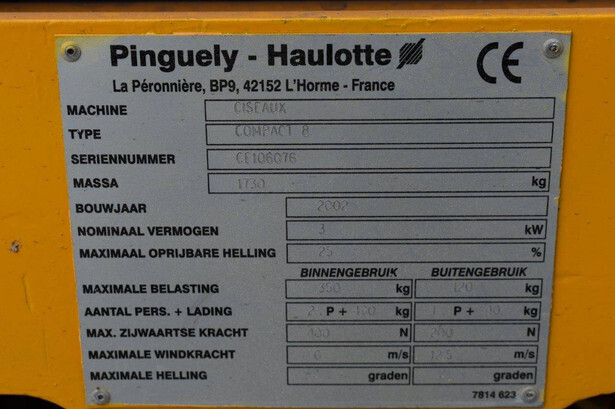 Pinguely - Haulotte CE
La Péronnière, BP9, 42152 L'Horme - France
MACHINE CISEAUX
TYPE COMPACT 8
SERIENNUMMER CE106076
MASSA 1730 kg
BOUWJAAR 2002
NOMINAAL VERMOGEN 3 kW
MAXIMAAL OPRIJBARE HELLING 25 %
BINNENGEBRUIK BUITENGEBRUIK
MAXIMALE BELASTING 350 kg 120 kg
AANTAL PERS. + LADING 2 P + kg P + kg
MAX. ZIJWAARTSE KRACHT 400 N 200 N
MAXIMALE WINDKRACHT 0 m/s 12.5 m/s
MAXIMALE HELLING graden graden
7814 623